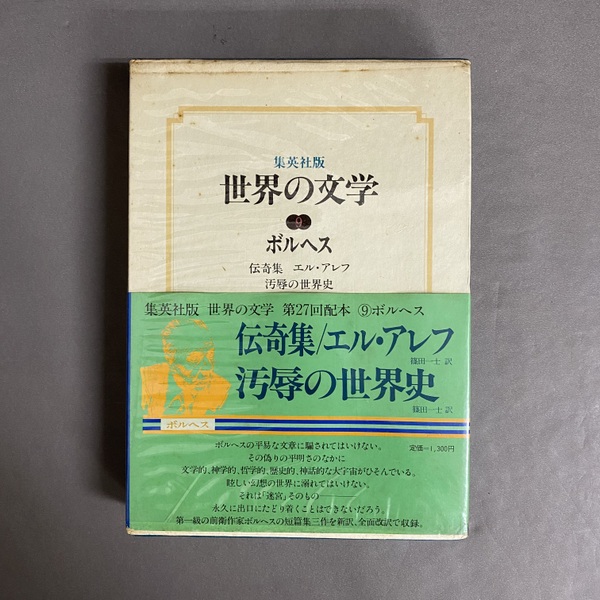 集英社版
世界の文学
9
ボルヘス
伝奇集 エル・アレフ
汚辱の世界史
集英社版 世界の文学 第27回配本 ⑨ボルヘス
伝奇集/エル・アレフ
篠田一士 訳
汚辱の世界史
篠田一士 訳
ボルヘス
ボルヘスの平易な文章に騙されてはいけない。
定価=1,300円
その偽りの平明さのなかに
文学的、神学的、哲学的、歴史的、神話的な大宇宙がひそんでいる。
眩しい幻想の世界に溺れてはいけない。
それは「迷宮」そのもの――
永久に出口にたどり着くことはできないだろう。
第一級の前衛作家ボルヘスの短篇集三作を新訳、全面改訳で収録。